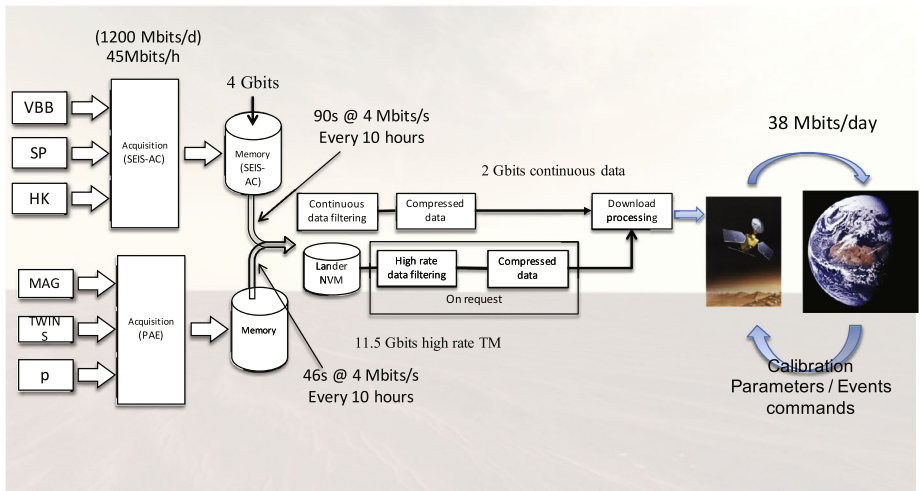 (1200 Mbits/d)
45Mbits/h
4 Gbits
90s @ 4 Mbits/s
Every 10 hours
38 Mbits/day
VBB
SP
HK
Acquisition
(SEIS-AC)
Memory
(SEIS-
AC)
2 Gbits continuous data
Continuous
data filtering
Compressed
data
Download
processing
Lander
NVM
High rate
data filtering
Compressed
data
On request
MAG
TWIN
S
p
Acquisition
(PAE)
Memory
11.5 Gbits high rate TM
46s @ 4 Mbits/s
Every 10 hours
Calibration
Parameters / Events
commands